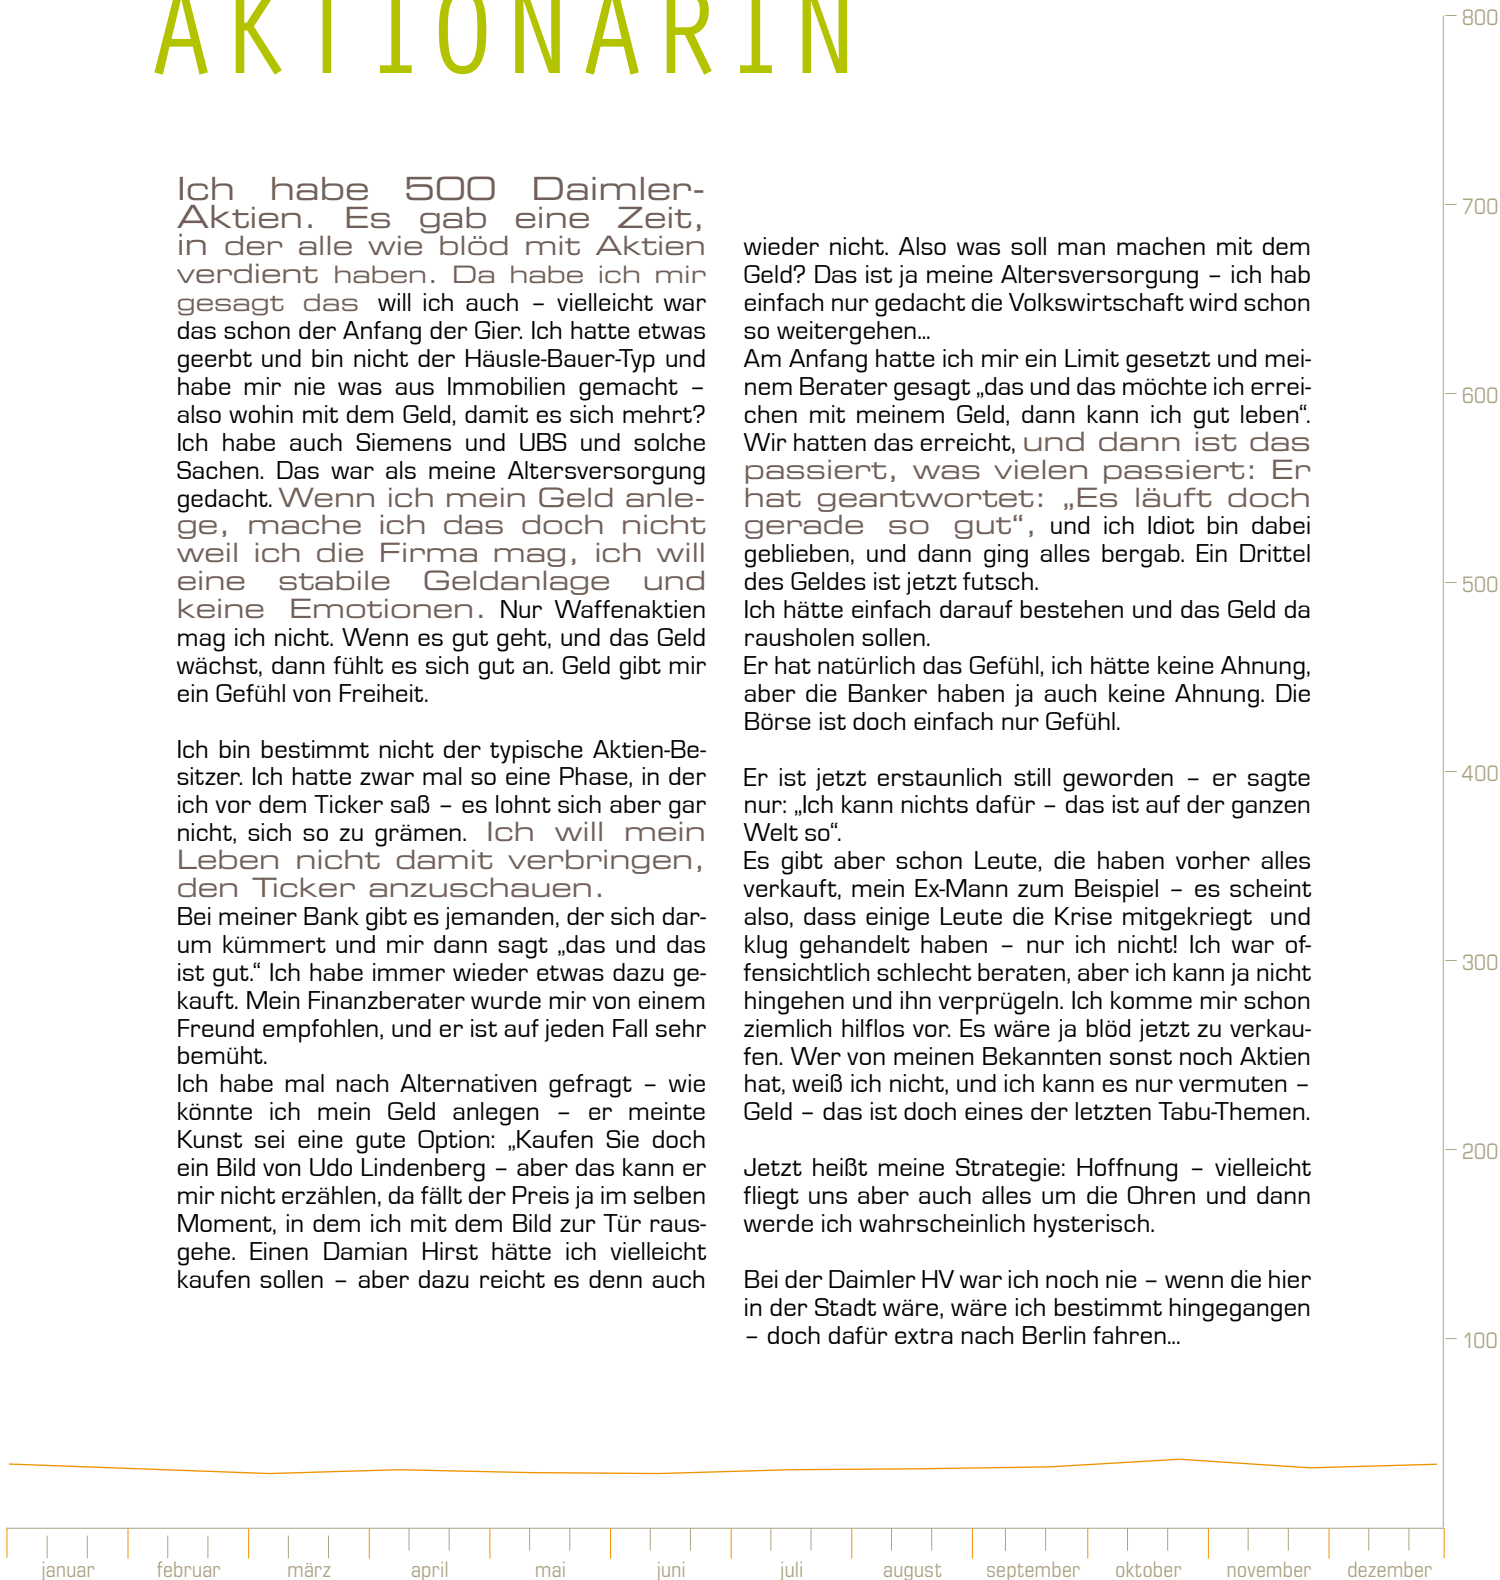 AKTIONÄRIN
Ich habe 500 Daimler-
Aktien. Es gab eine Zeit,
in der alle wie blöd mit Aktien
verdient haben. Da habe ich mir
gesagt das will ich auch – vielleicht war
das schon der Anfang der Gier. Ich hatte etwas
geerbt und bin nicht der Häusle-Bauer-Typ und
habe mir nie was aus Immobilien gemacht –
also wohin mit dem Geld, damit es sich mehrt?
Ich habe auch Siemens und UBS und solche
Sachen. Das war als meine Altersversorgung
gedacht. Wenn ich mein Geld anle-
ge, mache ich das doch nicht
weil ich die Firma mag, ich will
eine stabile Geldanlage und
keine Emotionen. Nur Waffenaktien
mag ich nicht. Wenn es gut geht, und das Geld
wächst, dann fühlt es sich gut an. Geld gibt mir
ein Gefühl von Freiheit.
Ich bin bestimmt nicht der typische Aktien-Be-
sitzer. Ich hatte zwar mal so eine Phase, in der
ich vor dem Ticker saß – es lohnt sich aber gar
nicht, sich so zu grämen. Ich will mein
Leben nicht damit verbringen,
den Ticker anzuschauen.
Bei meiner Bank gibt es jemanden, der sich dar-
um kümmert und mir dann sagt „das und das
ist gut.“ Ich habe immer wieder etwas dazu ge-
kauft. Mein Finanzberater wurde mir von einem
Freund empfohlen, und er ist auf jeden Fall sehr
bemüht.
Ich habe mal nach Alternativen gefragt – wie
könnte ich mein Geld anlegen – er meinte
Kunst sei eine gute Option: „Kaufen Sie doch
ein Bild von Udo Lindenberg – aber das kann er
mir nicht erzählen, da fällt der Preis ja im selben
Moment, in dem ich mit dem Bild zur Tür raus-
gehe. Einen Damian Hirst hätte ich vielleicht
kaufen sollen – aber dazu reicht es denn auch
wieder nicht. Also was soll man machen mit dem
Geld? Das ist ja meine Altersversorgung – ich hab
einfach nur gedacht die Volkswirtschaft wird schon
so weitergehen...
Am Anfang hatte ich mir ein Limit gesetzt und mei-
nem Berater gesagt „das und das möchte ich errei-
chen mit meinem Geld, dann kann ich gut leben“.
Wir hatten das erreicht, und dann ist das
passiert, was vielen passiert: Er
hat geantwortet: „Es läuft doch
gerade so gut“, und ich Idiot bin dabei
geblieben, und dann ging alles bergab. Ein Drittel
des Geldes ist jetzt futsch.
Ich hätte einfach darauf bestehen und das Geld da
rausholen sollen.
Er hat natürlich das Gefühl, ich hätte keine Ahnung,
aber die Banker haben ja auch keine Ahnung. Die
Börse ist doch einfach nur Gefühl.
Er ist jetzt erstaunlich still geworden – er sagte
nur: „Ich kann nichts dafür – das ist auf der ganzen
Welt so“.
Es gibt aber schon Leute, die haben vorher alles
verkauft, mein Ex-Mann zum Beispiel – es scheint
also, dass einige Leute die Krise mitgekriegt und
klug gehandelt haben – nur ich nicht! Ich war of-
fensichtlich schlecht beraten, aber ich kann ja nicht
hingehen und ihn verprügeln. Ich komme mir schon
ziemlich hilflos vor. Es wäre ja blöd jetzt zu verkau-
fen. Wer von meinen Bekannten sonst noch Aktien
hat, weiß ich nicht, und ich kann es nur vermuten –
Geld – das ist doch eines der letzten Tabu-Themen.
Jetzt heißt meine Strategie: Hoffnung – vielleicht
fliegt uns aber auch alles um die Ohren und dann
werde ich wahrscheinlich hysterisch.
Bei der Daimler HV war ich noch nie – wenn die hier
in der Stadt wäre, wäre ich bestimmt hingegangen
– doch dafür extra nach Berlin fahren...
800
700
600
500
400
300
200
100
januar februar märz april mai juni juli august september oktober november dezember